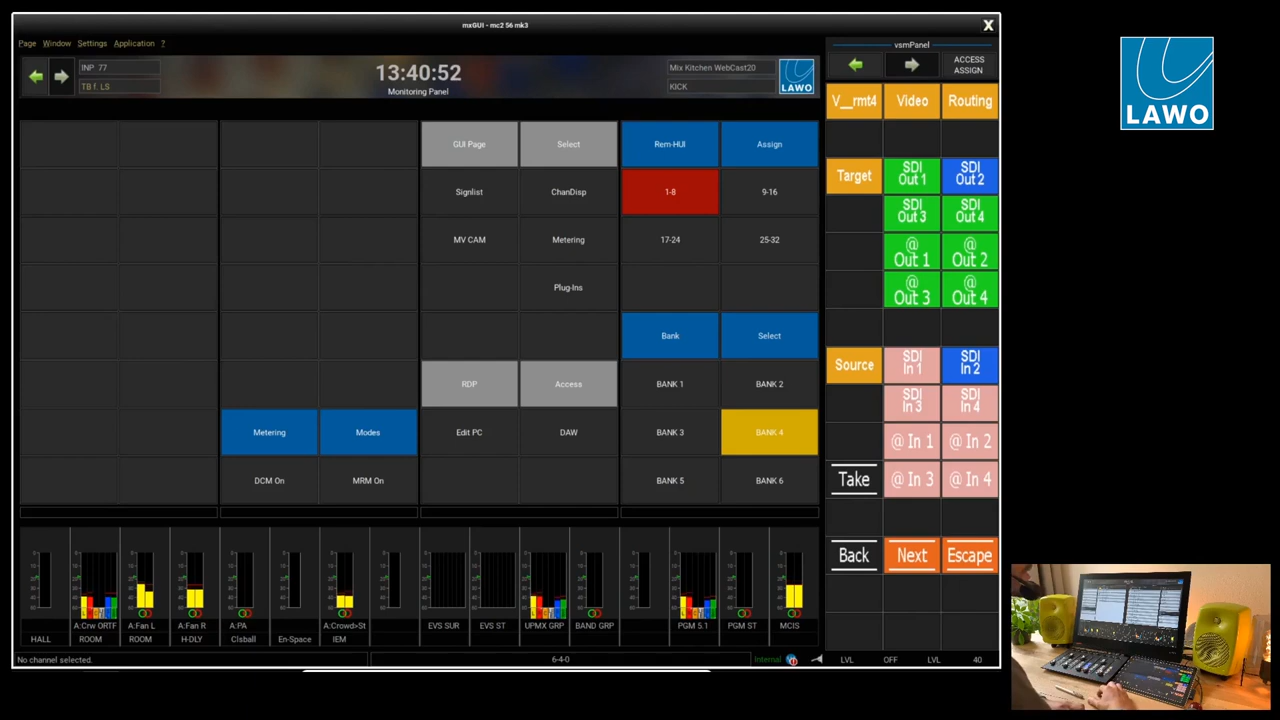 mxGUI - mc2 56 mk3
X
Page Window Settings Application ?
INP 77
TB f. LS
13:40:52
Monitoring Panel
Mix Kitchen WebCast20
KICK
LAWO
GUI Page Select Rem-HUI Assign
Signlist ChanDisp 1-8 9-16
MV CAM Metering 17-24 25-32
Plug-Ins
Bank Select
RDP Access BANK 1 BANK 2
Metering Modes Edit PC DAW BANK 3 BANK 4
DCM On MRM On BANK 5 BANK 6
HALL
A:Crw ORTF
ROOM
A:Fan L
ROOM
A:Fan R
H-DLY
A:PA
Clsball
En-Space
A:Crowd>St
IEM
EVS SUR
EVS ST
UPMX GRP
BAND GRP
PGM 5.1
PGM ST
MCIS
No channel selected.
6-4-0
Internal
vsmPanel
ACCESS
ASSIGN
V__rmt4 Video Routing
Target
SDI
Out 1
SDI
Out 2
SDI
Out 3
SDI
Out 4
@
Out 1
@
Out 2
@
Out 3
@
Out 4
Source
SDI
In 1
SDI
In 2
SDI
In 3
SDI
In 4
@ In 1 @ In 2
Take @ In 3 @ In 4
Back Next Escape
LVL OFF LVL 40
LAWO